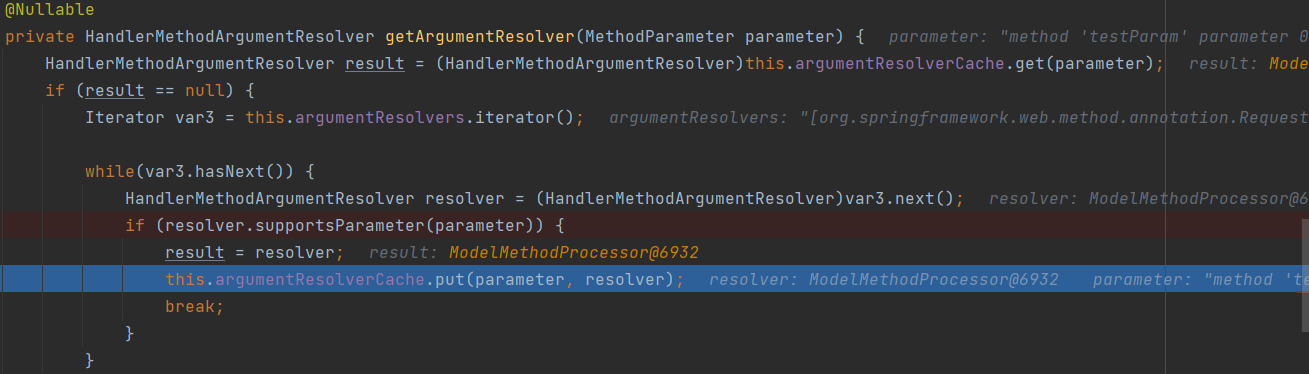 @Nullable
private HandlerMethodArgumentResolver getArgumentResolver(MethodParameter parameter) {   parameter: "method 'testParam' parameter 0
    HandlerMethodArgumentResolver result = (HandlerMethodArgumentResolver)this.argumentResolverCache.get(parameter);   result: Mode
    if (result == null) {
        Iterator var3 = this.argumentResolvers.iterator();   argumentResolvers: "[org.springframework.web.method.annotation.Request
        while(var3.hasNext()) {
            HandlerMethodArgumentResolver resolver = (HandlerMethodArgumentResolver)var3.next();   resolver: ModelMethodProcessor@6
            if (resolver.supportsParameter(parameter)) {
                result = resolver;   result: ModelMethodProcessor@6932
                this.argumentResolverCache.put(parameter, resolver);   resolver: ModelMethodProcessor@6932   parameter: "method 'te
                break;
            }
        }